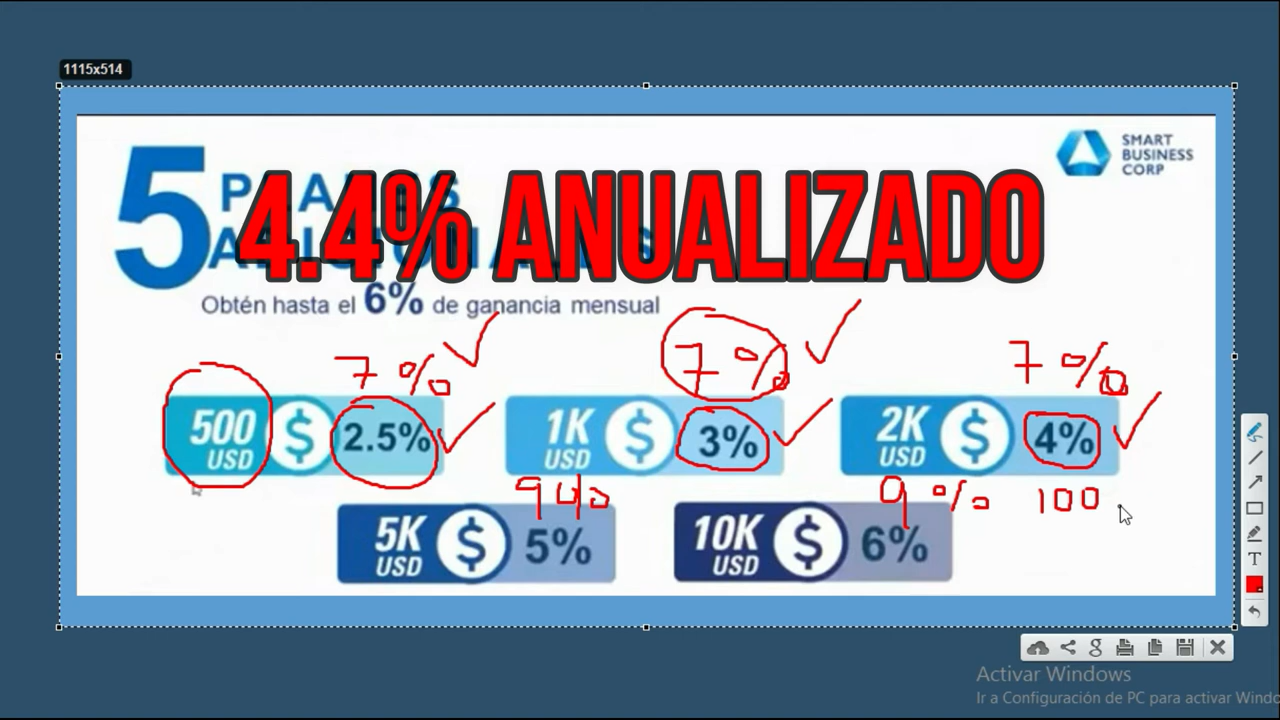 1115x514
SMART
BUSINESS
CORP
5
4.4% ANUALIZADO
Obtén hasta el 6% de ganancia mensual
7%
7%
7%
500
USD
$
2.5%
1K
USD
$
3%
2K
USD
$
4%
9%
9%
100
5K
USD
$
5%
10K
USD
$
6%
T
g
Activar Windows
Ir a Configuración de PC para activar Windo